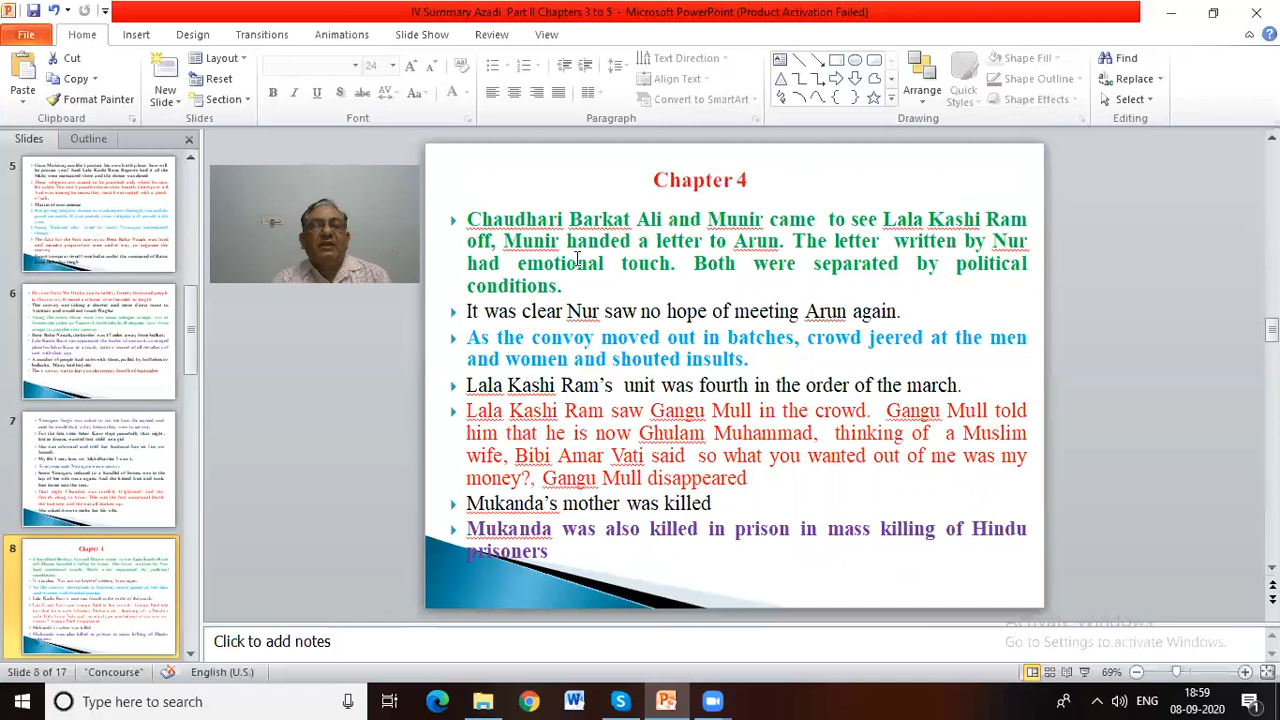 IV Summary Azadi Part II Chapters 3 to 5 - Microsoft PowerPoint (Product Activation Failed)
File Home Insert Design Transitions Animations Slide Show Review View
Paste
Cut
Copy
Format Painter
Clipboard
New Slide
Layout
Reset
Section
Slides
24
B I U S abc AV Aa A
Font
Text Direction
Align Text
Convert to SmartArt
Paragraph
Arrange
Quick Styles
Shape Fill
Shape Outline
Shape Effects
Drawing
Find
Replace
Select
Editing
Slides Outline
5
6
7
8
Chapter 4
Chaudhri Barkat Ali and Munir came to see Lala Kashi Ram
off. Munir handed a letter to Arun. The letter written by Nur
had emotional touch. Both were separated by political
conditions.
It was clear Nur saw no hope of meeting Arun again.
As the convoy moved out in batches, crowd jeered at the men
and women and shouted insults.
Lala Kashi Ram's unit was fourth in the order of the march.
Lala Kashi Ram saw Gangu Mull in the crowd. Gangu Mull told
him that he is now Ghulam Muhammad thinking of a Muslim
wife. Bibi Amar Vati said so what you wanted out of me was my
money?, Gangu Mull disappeared
Mukanda's mother was killed
Mukanda was also killed in prison in mass killing of Hindu
prisoners
Click to add notes
Activate Windows
Go to Settings to activate Windows.
Slide 8 of 17 "Concourse" English (U.S.) 69%
Type here to search
ENG
18:59
08-09-2020